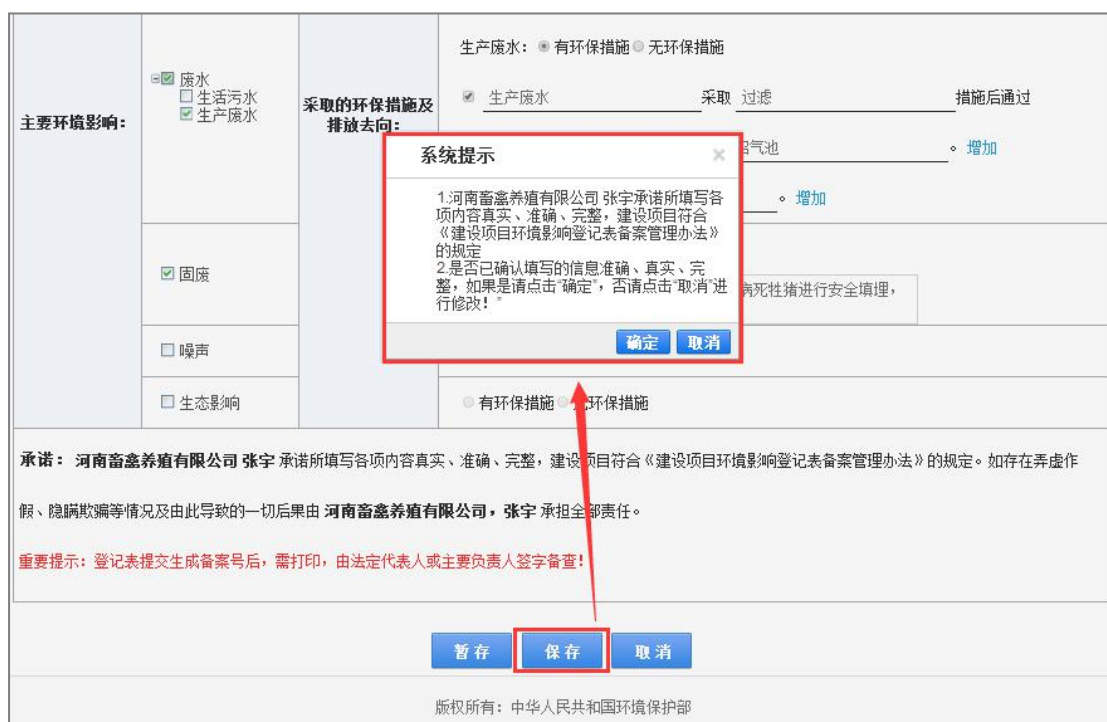 生产废水： 有环保措施 无环保措施
废水
生活污水
生产废水
主要环境影响：
采取的环保措施及
排放去向：
生产废水 采取 过滤 措施后通过
气池 。 增加
。 增加
系统提示 ×
1.河南畜鑫养殖有限公司 张宇承诺所填写各
项内容真实、准确、完整，建设项目符合
《建设项目环境影响登记表备案管理办法》
的规定
2.是否已确认填写的信息准确、真实、完
整，如果是请点击“确定”，否请点击“取消”进
行修改！”
确定 取消
固废
病死牲猪进行安全填埋，
噪声
生态影响
有环保措施 环保措施
承诺： 河南畜鑫养殖有限公司 张宇 承诺所填写各项内容真实、准确、完整，建设项目符合《建设项目环境影响登记表备案管理办法》的规定。如存在弄虚作
假、隐瞒欺骗等情况及由此导致的一切后果由 河南畜鑫养殖有限公司，张宇 承担全部责任。
重要提示：登记表提交生成备案号后，需打印，由法定代表人或主要负责人签字备查！
暂存 保存 取消
版权所有：中华人民共和国环境保护部